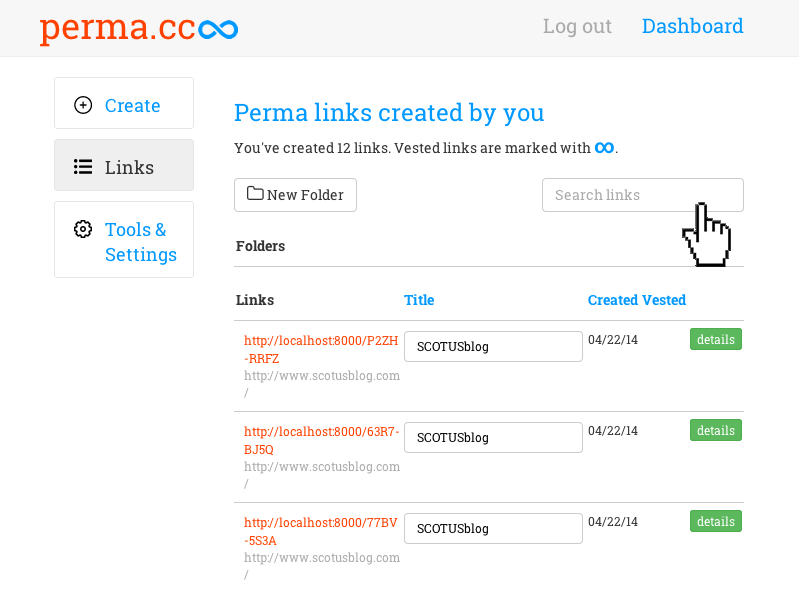 perma.cc
Log out
Dashboard
Create
Links
Tools &
Settings
Perma links created by you
You've created 12 links. Vested links are marked with ∞.
New Folder
Search links
Folders
Links Title Created Vested
http://localhost:8000/P2ZH
-RRFZ
http://www.scotusblog.com
/
SCOTUSblog
04/22/14
details
http://localhost:8000/63R7-
BJ5Q
http://www.scotusblog.com
/
SCOTUSblog
04/22/14
details
http://localhost:8000/77BV
-5S3A
http://www.scotusblog.com
/
SCOTUSblog
04/22/14
details